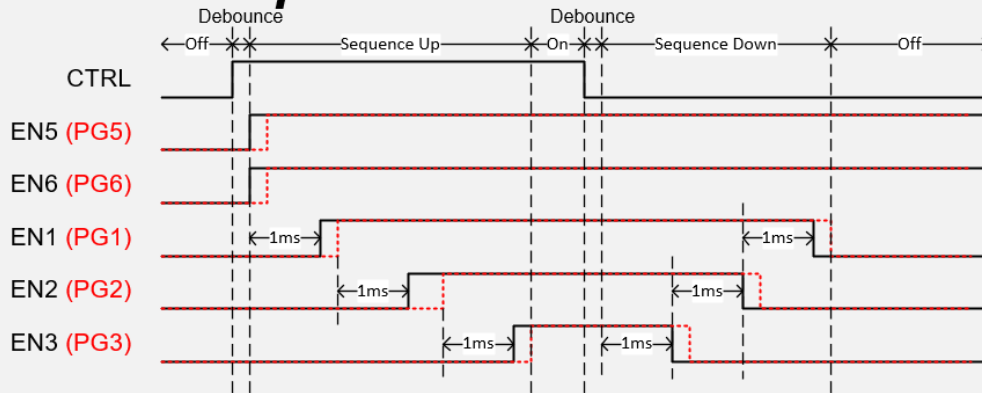 Debounce Debounce
Off Sequence Up On Sequence Down Off
CTRL
EN5 (PG5)
EN6 (PG6)
EN1 (PG1) 1ms 1ms
EN2 (PG2) 1ms 1ms
EN3 (PG3) 1ms 1ms